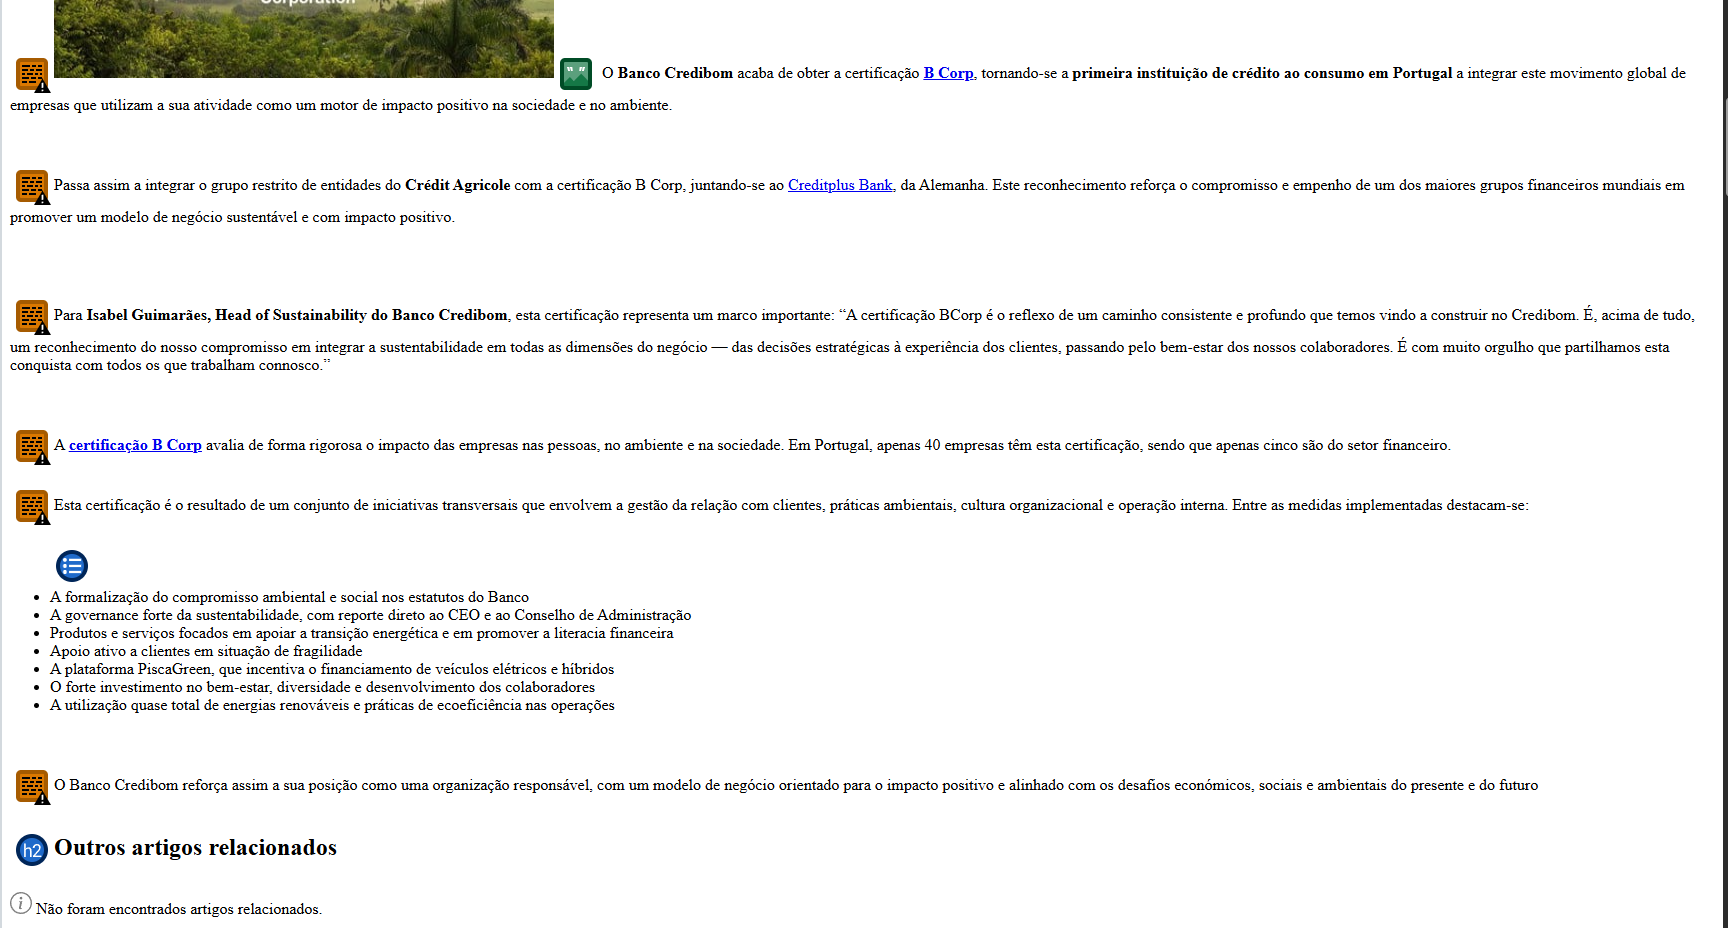 Corporation
O Banco Credibom acaba de obter a certificação B Corp, tornando-se a primeira instituição de crédito ao consumo em Portugal a integrar este movimento global de
empresas que utilizam a sua atividade como um motor de impacto positivo na sociedade e no ambiente.
Passa assim a integrar o grupo restrito de entidades do Crédit Agricole com a certificação B Corp, juntando-se ao Creditplus Bank, da Alemanha. Este reconhecimento reforça o compromisso e empenho de um dos maiores grupos financeiros mundiais em
promover um modelo de negócio sustentável e com impacto positivo.
Para Isabel Guimarães, Head of Sustainability do Banco Credibom, esta certificação representa um marco importante: “A certificação BCorp é o reflexo de um caminho consistente e profundo que temos vindo a construir no Credibom. É, acima de tudo,
um reconhecimento do nosso compromisso em integrar a sustentabilidade em todas as dimensões do negócio — das decisões estratégicas à experiência dos clientes, passando pelo bem-estar dos nossos colaboradores. É com muito orgulho que partilhamos esta
conquista com todos os que trabalham connosco.”
A certificação B Corp avalia de forma rigorosa o impacto das empresas nas pessoas, no ambiente e na sociedade. Em Portugal, apenas 40 empresas têm esta certificação, sendo que apenas cinco são do setor financeiro.
Esta certificação é o resultado de um conjunto de iniciativas transversais que envolvem a gestão da relação com clientes, práticas ambientais, cultura organizacional e operação interna. Entre as medidas implementadas destacam-se:
• A formalização do compromisso ambiental e social nos estatutos do Banco
• A governance forte da sustentabilidade, com reporte direto ao CEO e ao Conselho de Administração
• Produtos e serviços focados em apoiar a transição energética e em promover a literacia financeira
• Apoio ativo a clientes em situação de fragilidade
• A plataforma PiscaGreen, que incentiva o financiamento de veículos elétricos e híbridos
• O forte investimento no bem-estar, diversidade e desenvolvimento dos colaboradores
• A utilização quase total de energias renováveis e práticas de ecoeficiência nas operações
O Banco Credibom reforça assim a sua posição como uma organização responsável, com um modelo de negócio orientado para o impacto positivo e alinhado com os desafios económicos, sociais e ambientais do presente e do futuro
h2 Outros artigos relacionados
i Não foram encontrados artigos relacionados.